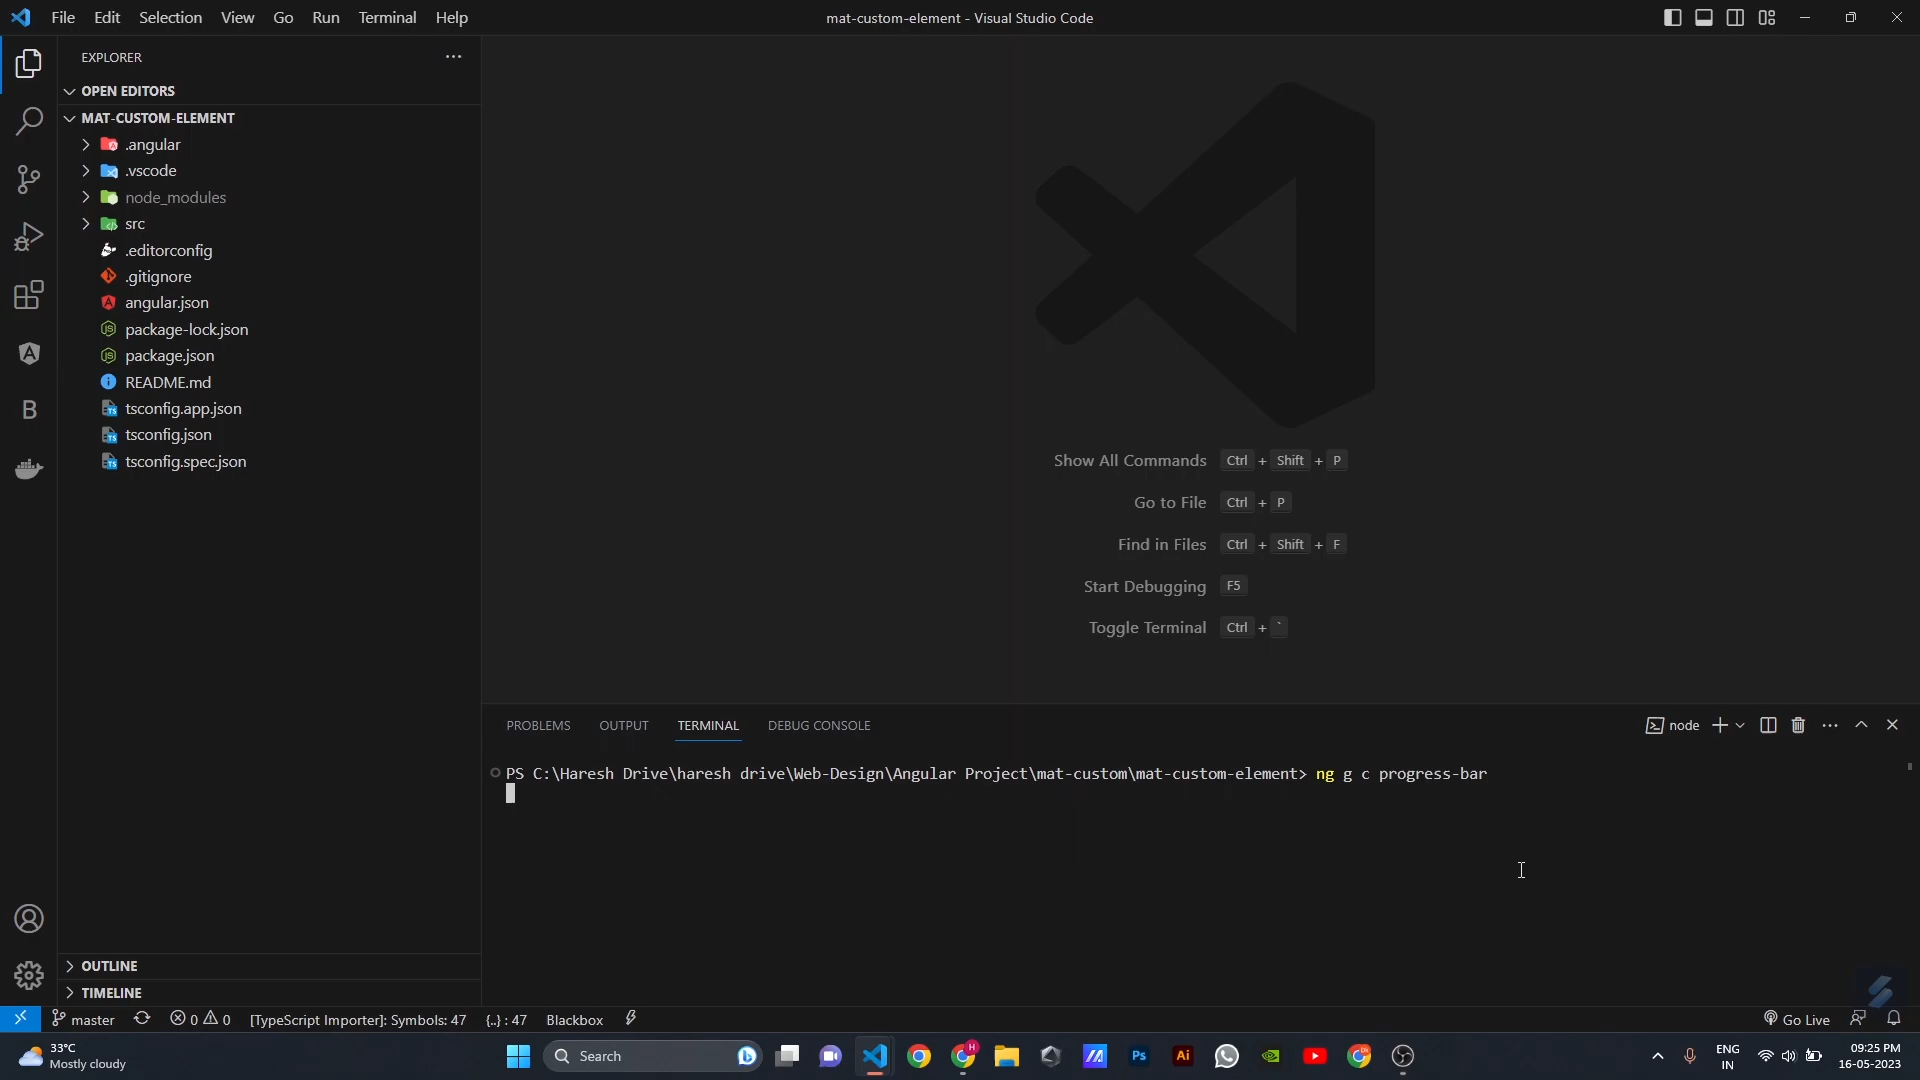 File Edit Selection View Go Run Terminal Help
mat-custom-element - Visual Studio Code
EXPLORER
OPEN EDITORS
MAT-CUSTOM-ELEMENT
.angular
.vscode
node_modules
src
.editorconfig
.gitignore
angular.json
package-lock.json
package.json
README.md
tsconfig.app.json
tsconfig.json
tsconfig.spec.json
B
Show All Commands Ctrl + Shift + P
Go to File Ctrl + P
Find in Files Ctrl + Shift + F
Start Debugging F5
Toggle Terminal Ctrl + `
PROBLEMS OUTPUT TERMINAL DEBUG CONSOLE
node
PS C:\Haresh Drive\haresh drive\Web-Design\Angular Project\mat-custom\mat-custom-element> ng g c progress-bar
OUTLINE
TIMELINE
master 0 0 [TypeScript Importer]: Symbols: 47 {..} : 47 Blackbox
Go Live
33°C
Mostly cloudy
Search
H
Ps
Ai
ENG
IN
09:25 PM
16-05-2023